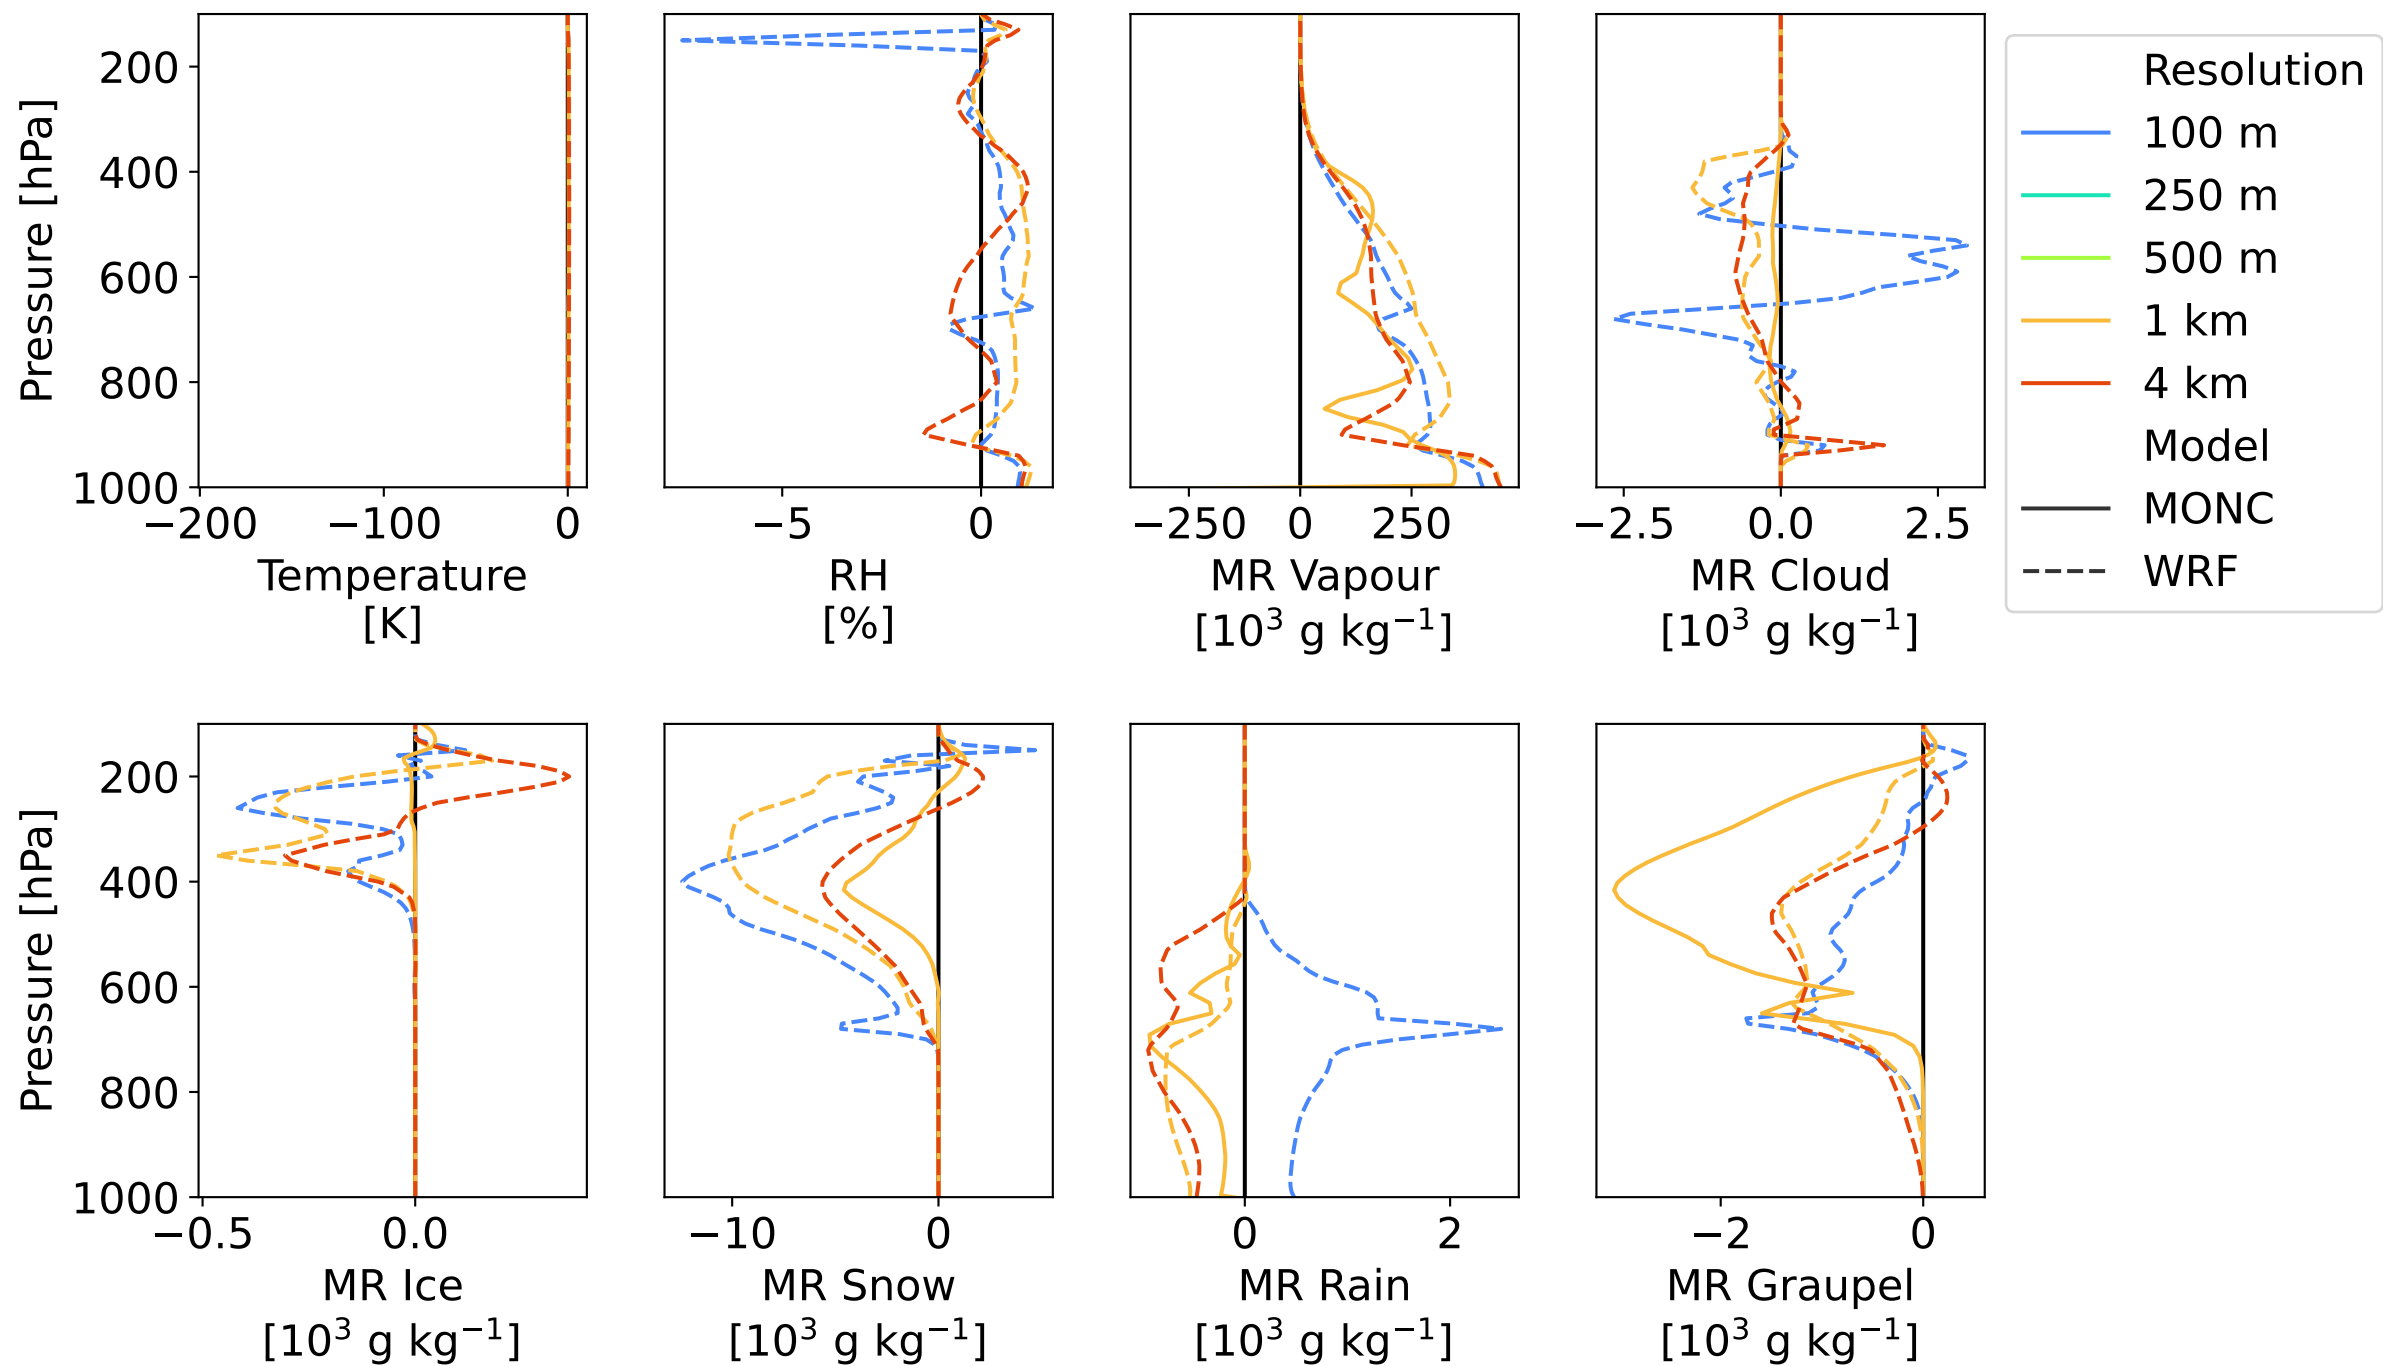 Pressure [hPa]
200
400
600
800
1000
−200 −100 0
Temperature
[K]
−5 0
RH
[%]
−250 0 250
MR Vapour
[10³ g kg⁻¹]
−2.5 0.0 2.5
MR Cloud
[10³ g kg⁻¹]
Resolution
100 m
250 m
500 m
1 km
4 km
Model
MONC
WRF
Pressure [hPa]
200
400
600
800
1000
−0.5 0.0
MR Ice
[10³ g kg⁻¹]
−10 0
MR Snow
[10³ g kg⁻¹]
0 2
MR Rain
[10³ g kg⁻¹]
−2 0
MR Graupel
[10³ g kg⁻¹]